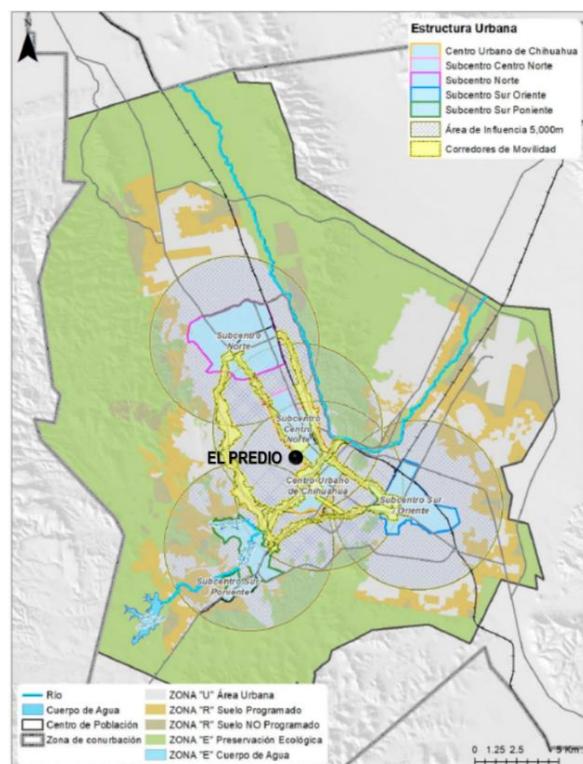 N
Estructura Urbana
Centro Urbano de Chihuahua
Subcentro Centro Norte
Subcentro Norte
Subcentro Sur Oriente
Subcentro Sur Poniente
Área de Influencia 5,000m
Corredores de Movilidad
Subcentro
Norte
Subcentro
Centro
Norte
EL PREDIO
Centro Urbano
de Chihuahua
Subcentro Sur
Oriente
Subcentro Sur
Poniente
Río
Cuerpo de Agua
Centro de Población
Zona de conurbación
ZONA "U" Área Urbana
ZONA "R" Suelo Programado
ZONA "R" Suelo NO Programado
ZONA "E" Preservación Ecológica
ZONA "E" Cuerpo de Agua
0 1.25 2.5 5 Km